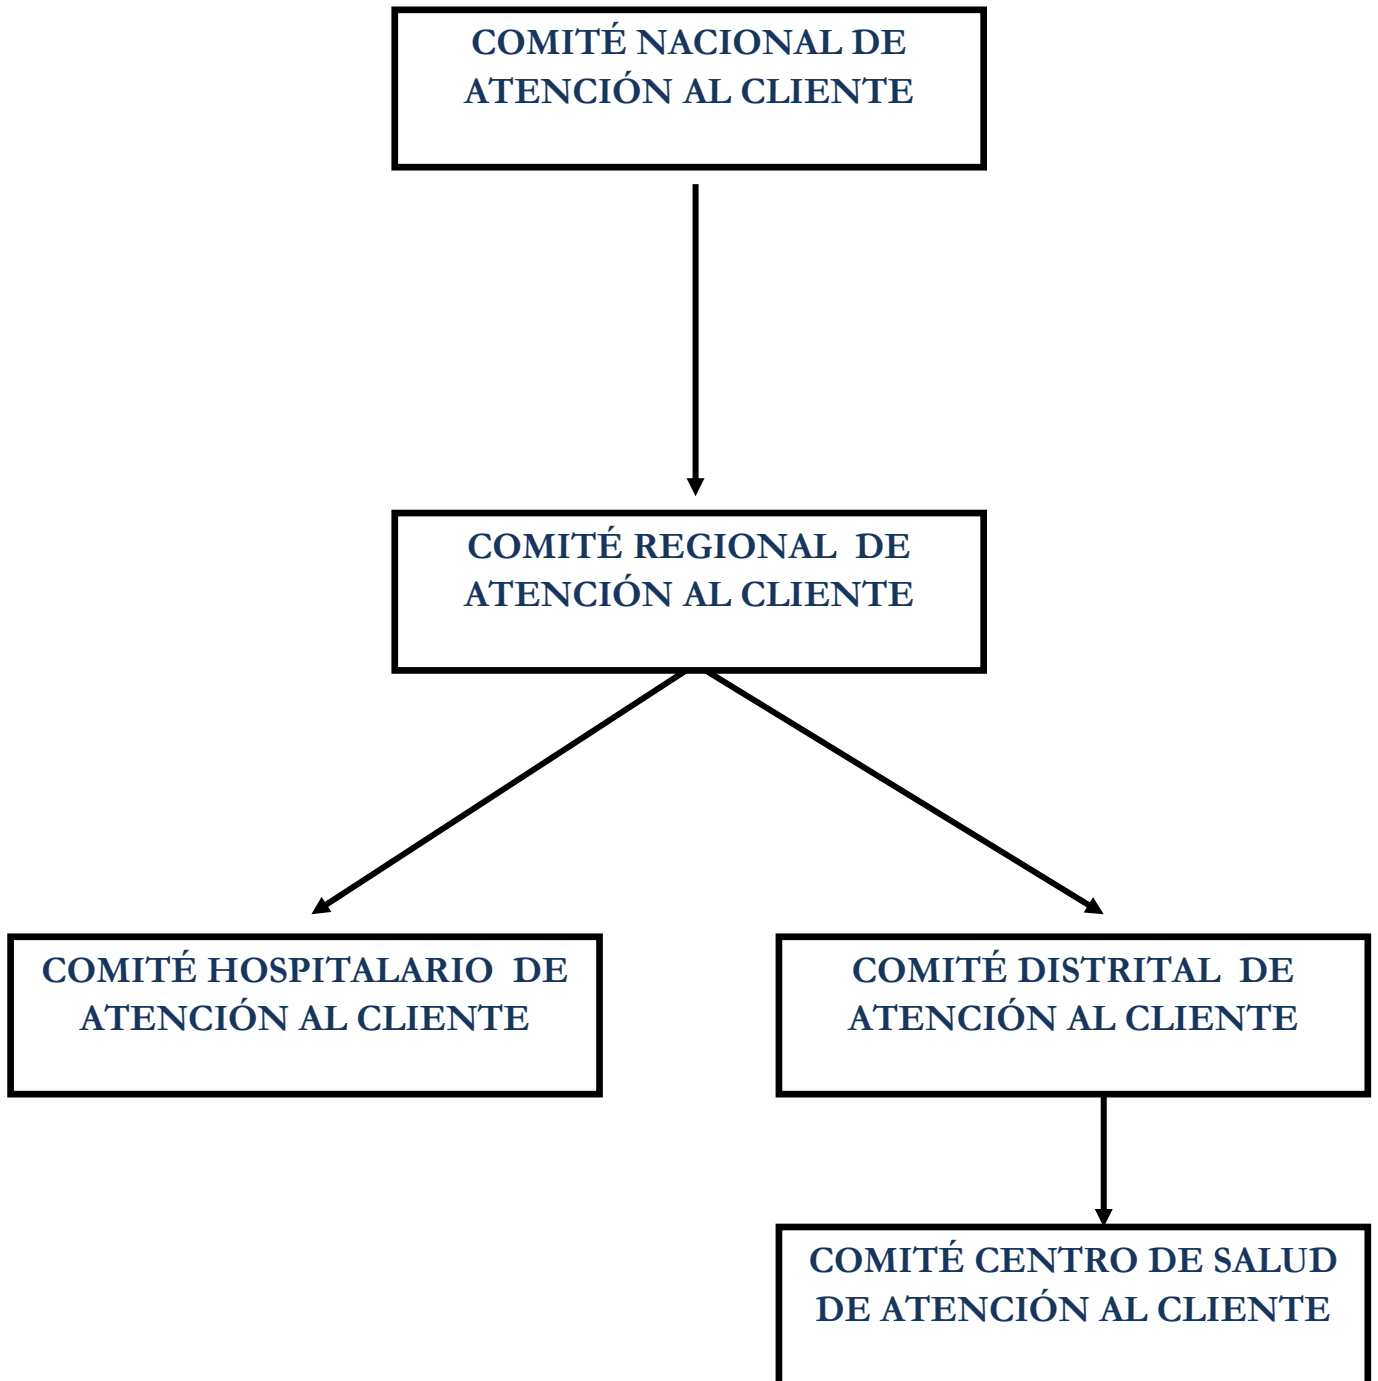 COMITÉ NACIONAL DE
ATENCIÓN AL CLIENTE
COMITÉ REGIONAL DE
ATENCIÓN AL CLIENTE
COMITÉ HOSPITALARIO DE
ATENCIÓN AL CLIENTE
COMITÉ DISTRITAL DE
ATENCIÓN AL CLIENTE
COMITÉ CENTRO DE SALUD
DE ATENCIÓN AL CLIENTE